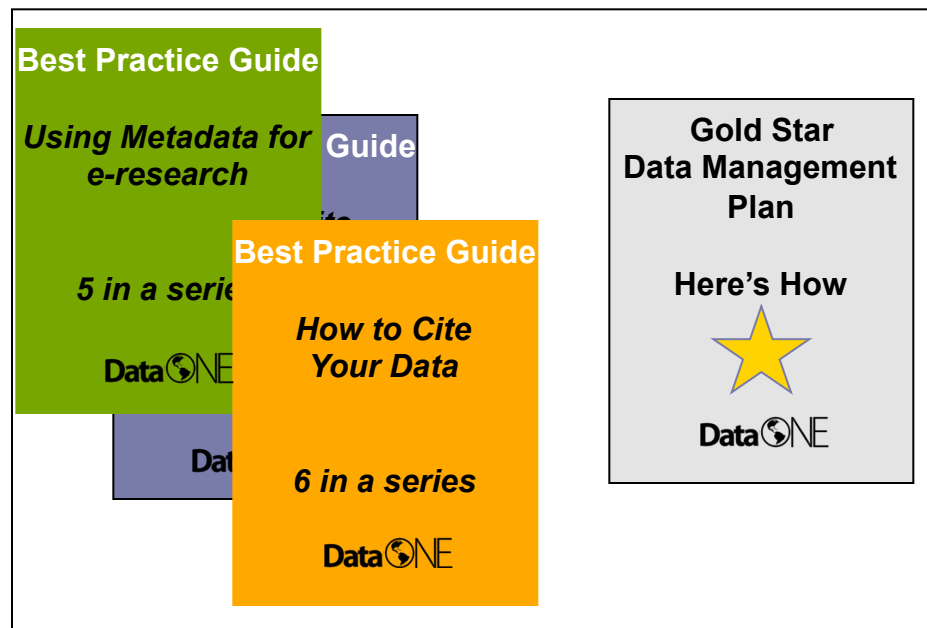 Best Practice Guide
Using Metadata for
e-research
5 in a serie
DataONE
Guide
Dat
Best Practice Guide
How to Cite
Your Data
6 in a series
DataONE
Gold Star
Data Management
Plan
Here’s How
DataONE